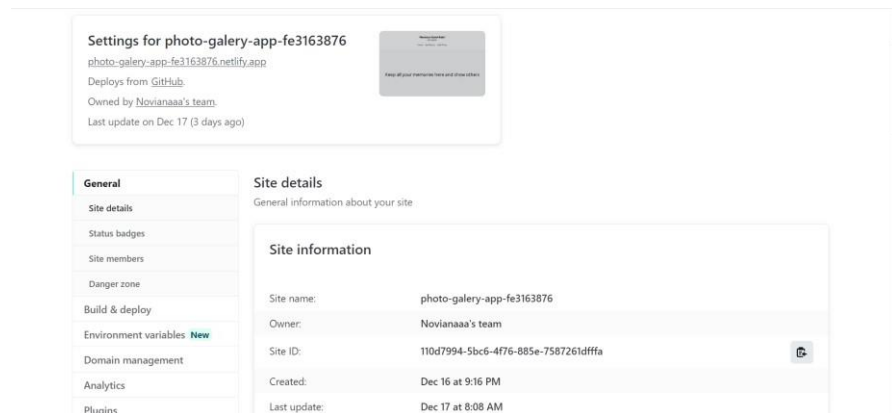 Settings for photo-galery-app-fe3163876
photo-galery-app-fe3163876.netlify.app
Deploys from GitHub.
Owned by Novianaaa's team.
Last update on Dec 17 (3 days ago)
Keep all your memories here and show others
General
Site details
Status badges
Site members
Danger zone
Build & deploy
Environment variables New
Domain management
Analytics
Plugins
Site details
General information about your site
Site information
Site name: photo-galery-app-fe3163876
Owner: Novianaaa's team
Site ID: 110d7994-5bc6-4f76-885e-7587261dfffa
Created: Dec 16 at 9:16 PM
Last update: Dec 17 at 8:08 AM